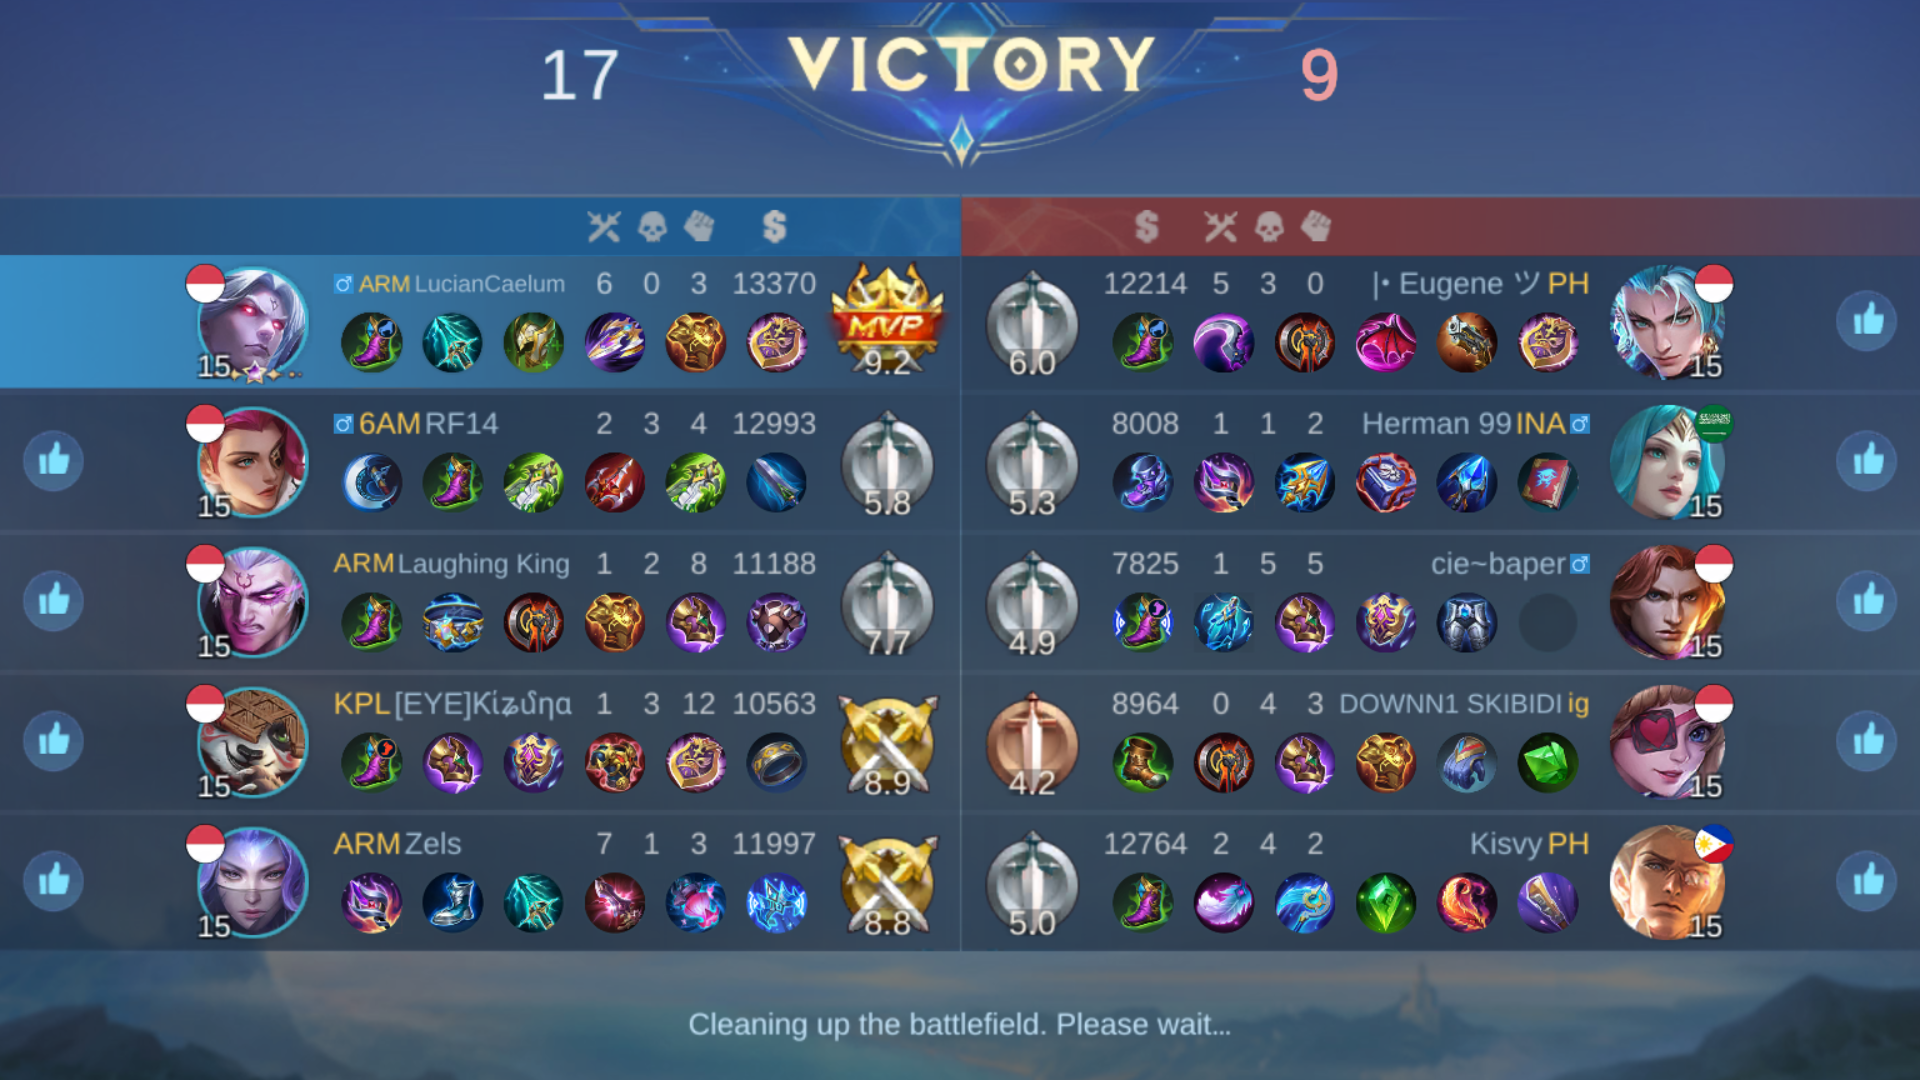 17 VICTORY 9
ARM LucianCaelum 6 0 3 13370 MVP 9.2 15
6.0 12214 5 3 0 |· Eugene ツ PH 15
6AM RF14 2 3 4 12993 5.8 15
5.3 8008 1 1 2 Herman 99 INA 15
ARM Laughing King 1 2 8 11188 7.7 15
4.9 7825 1 5 5 cie~baper 15
KPL 1 3 12 10563 8.9 15
4.2 8964 0 4 3 DOWNN1 SKIBIDI ig 15
ARM Zels 7 1 3 11997 8.8 15
5.0 12764 2 4 2 Kisvy PH 15
Cleaning up the battlefield. Please wait...